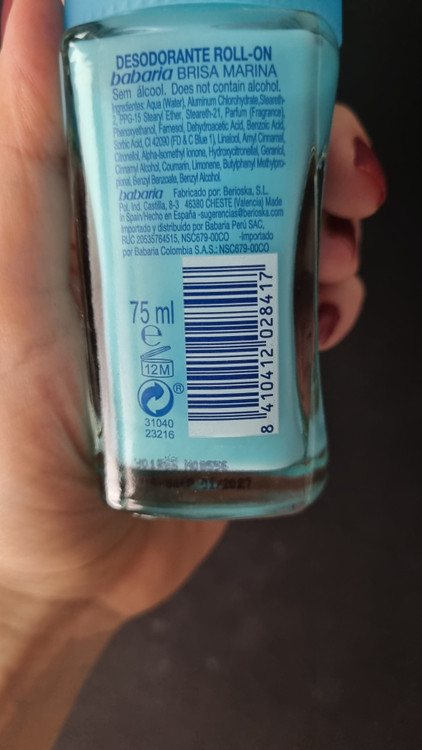 DESODORANTE ROLL-ON
babaria BRISA MARINA
Sem álcool. Does not contain alcohol.
Ingredientes: Aqua (Water), Aluminum Chlorohydrate, Steareth-
2, PPG-15 Stearyl Ether, Steareth-21, Parfum (Fragrance),
Phenoxyethanol, Farnesol, Dehydroacetic Acid, Benzoic Acid,
Sorbic Acid, CI 42090 (FD & C Blue 1), Linalool, Amyl Cinnamal,
Citronellol, Alpha-Isomethyl Ionone, Hydroxycitronellal, Geraniol,
Cinnamyl Alcohol, Coumarin, Limonene, Butylphenyl Methylpro-
pional, Benzyl Benzoate, Benzyl Alcohol.
babaria Fabricado por: Berioska, S.L.
Pol. Ind. Castilla, 8-3 46380 CHESTE (Valencia) Made
in Spain/Hecho en España -sugerencias@berioska.com
Importado y distribuido por Babaria Perú SAC,
RUC 20535764515, NSC679-00CO -Importado
por Babaria Colombia S.A.S.: NSC679-00CO
75 ml
e
12M
®
31040
23216
8 410412 028417
01/2027